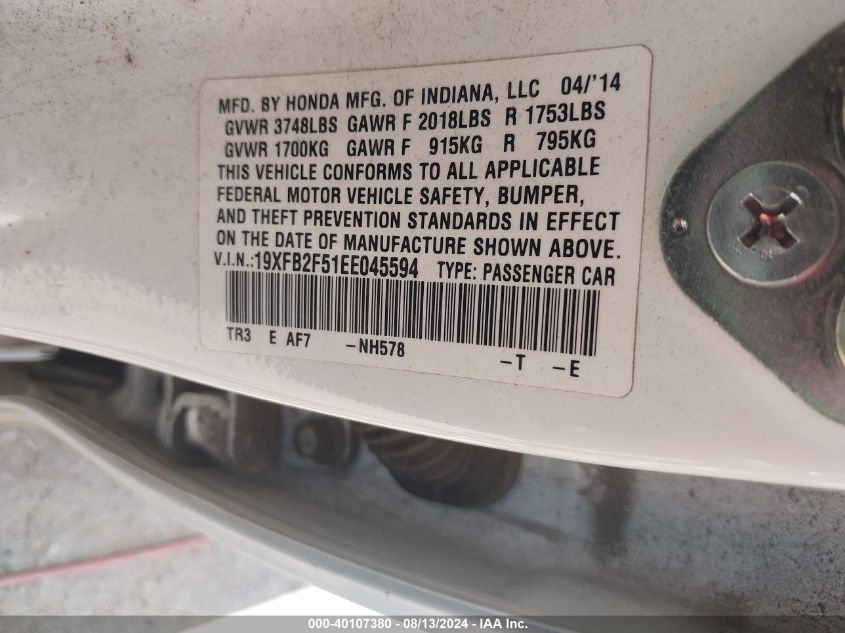 MFD. BY HONDA MFG. OF INDIANA, LLC 04/'14
GVWR 3748LBS GAWR F 2018LBS R 1753LBS
GVWR 1700KG GAWR F 915KG R 795KG
THIS VEHICLE CONFORMS TO ALL APPLICABLE
FEDERAL MOTOR VEHICLE SAFETY, BUMPER,
AND THEFT PREVENTION STANDARDS IN EFFECT
ON THE DATE OF MANUFACTURE SHOWN ABOVE.
V.I.N.:19XFB2F51EE045594 TYPE: PASSENGER CAR
TR3 E AF7 -NH578 -T -E
000-40107380 - 08/13/2024 - IAA Inc.